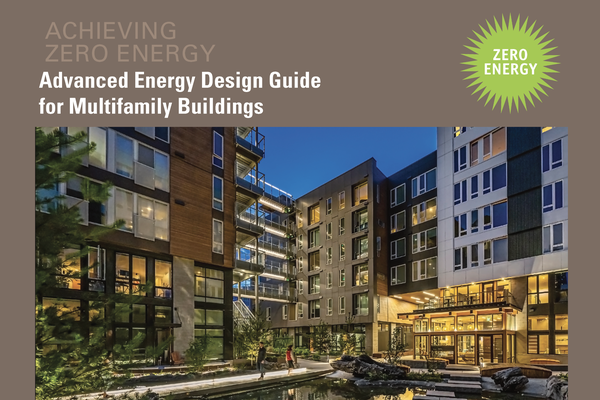 ACHIEVING
ZERO ENERGY
Advanced Energy Design Guide
for Multifamily Buildings
ZERO
ENERGY